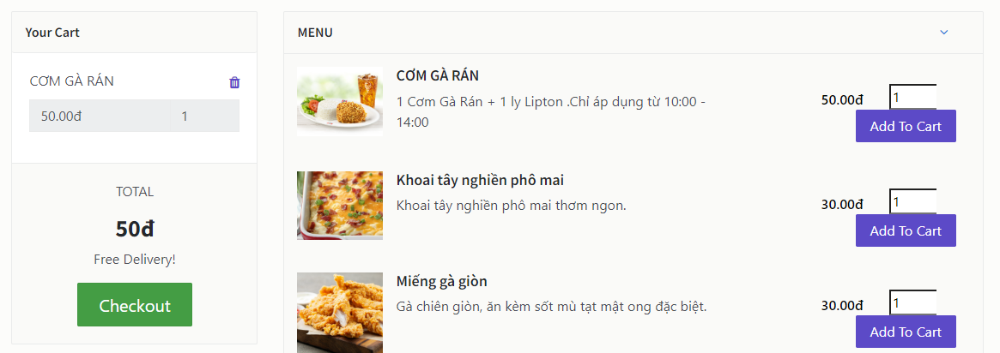 Your Cart
CƠM GÀ RÁN
50.00đ 1
TOTAL
50đ
Free Delivery!
Checkout
MENU
CƠM GÀ RÁN
1 Cơm Gà Rán + 1 ly Lipton .Chỉ áp dụng từ 10:00 -
14:00
50.00đ 1
Add To Cart
Khoai tây nghiền phô mai
Khoai tây nghiền phô mai thơm ngon.
30.00đ 1
Add To Cart
Miếng gà giòn
Gà chiên giòn, ăn kèm sốt mù tạt mật ong đặc biệt.
30.00đ 1
Add To Cart